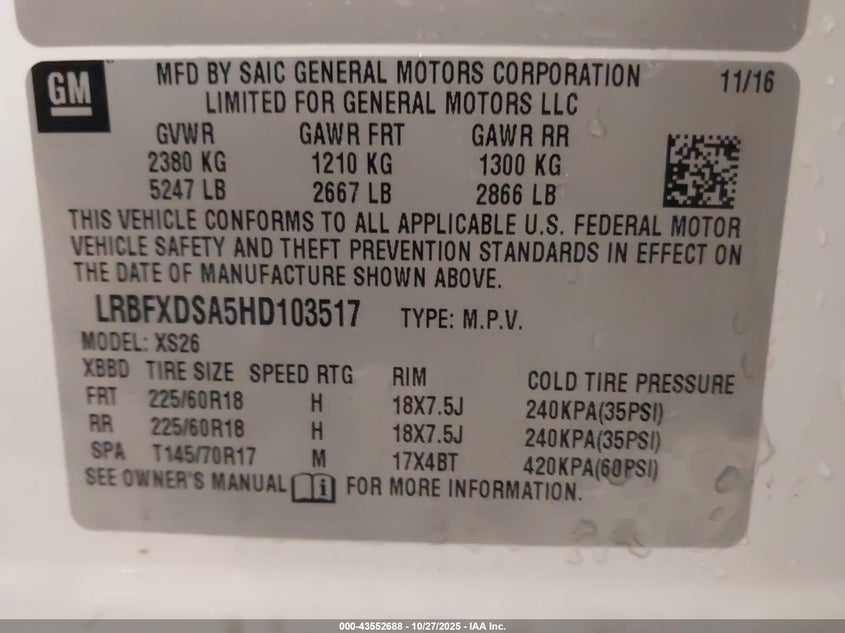 GM
MFD BY SAIC GENERAL MOTORS CORPORATION 11/16
LIMITED FOR GENERAL MOTORS LLC
GVWR GAWR FRT GAWR RR
2380 KG 1210 KG 1300 KG
5247 LB 2667 LB 2866 LB
THIS VEHICLE CONFORMS TO ALL APPLICABLE U.S. FEDERAL MOTOR
VEHICLE SAFETY AND THEFT PREVENTION STANDARDS IN EFFECT ON
THE DATE OF MANUFACTURE SHOWN ABOVE.
LRBFXDSA5HD103517 TYPE: M.P.V.
MODEL: XS26
XBBD TIRE SIZE SPEED RTG RIM COLD TIRE PRESSURE
FRT 225/60R18 H 18X7.5J 240KPA(35PSI)
RR 225/60R18 H 18X7.5J 240KPA(35PSI)
SPA T145/70R17 M 17X4BT 420KPA(60PSI)
SEE OWNER'S MANUAL FOR MORE INFORMATION.
000-43552688 - 10/27/2025 - IAA Inc.